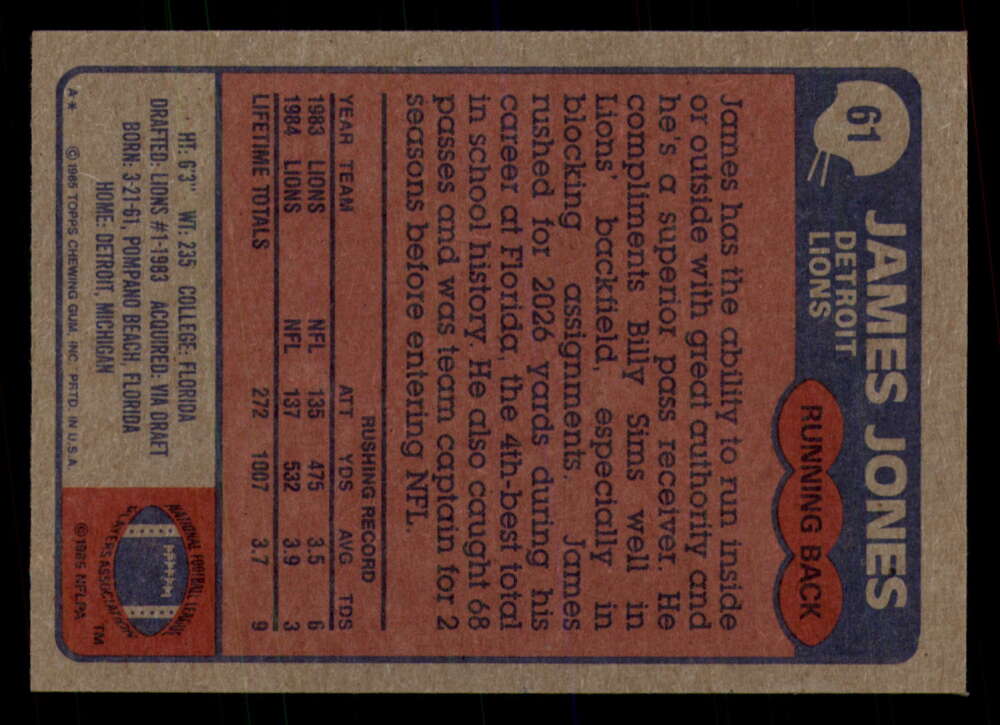 61
JAMES JONES
DETROIT
LIONS
RUNNING BACK
James has the ability to run inside
or outside with great authority and
he's a superior pass receiver. He
compliments Billy Sims well in
Lions' backfield, especially in
blocking assignments. James
rushed for 2026 yards during his
career at Florida, the 4th-best total
in school history. He also caught 68
passes and was team captain for 2
seasons before entering NFL.
RUSHING RECORD
YEAR TEAM ATT YDS AVG TDS
1983 LIONS NFL 135 475 3.5 6
1984 LIONS NFL 137 532 3.9 3
LIFETIME TOTALS 272 1007 3.7 9
HT: 6'3" WT: 235 COLLEGE: FLORIDA
DRAFTED: LIONS #1-1983 ACQUIRED: VIA DRAFT
BORN: 3-21-61, POMPANO BEACH, FLORIDA
HOME: DETROIT, MICHIGAN
A* © 1985 TOPPS CHEWING GUM, INC. PRTD. IN U.S.A.
NATIONAL FOOTBALL LEAGUE
PLAYERS ASSOCIATION
TM
© 1985 NFLPA